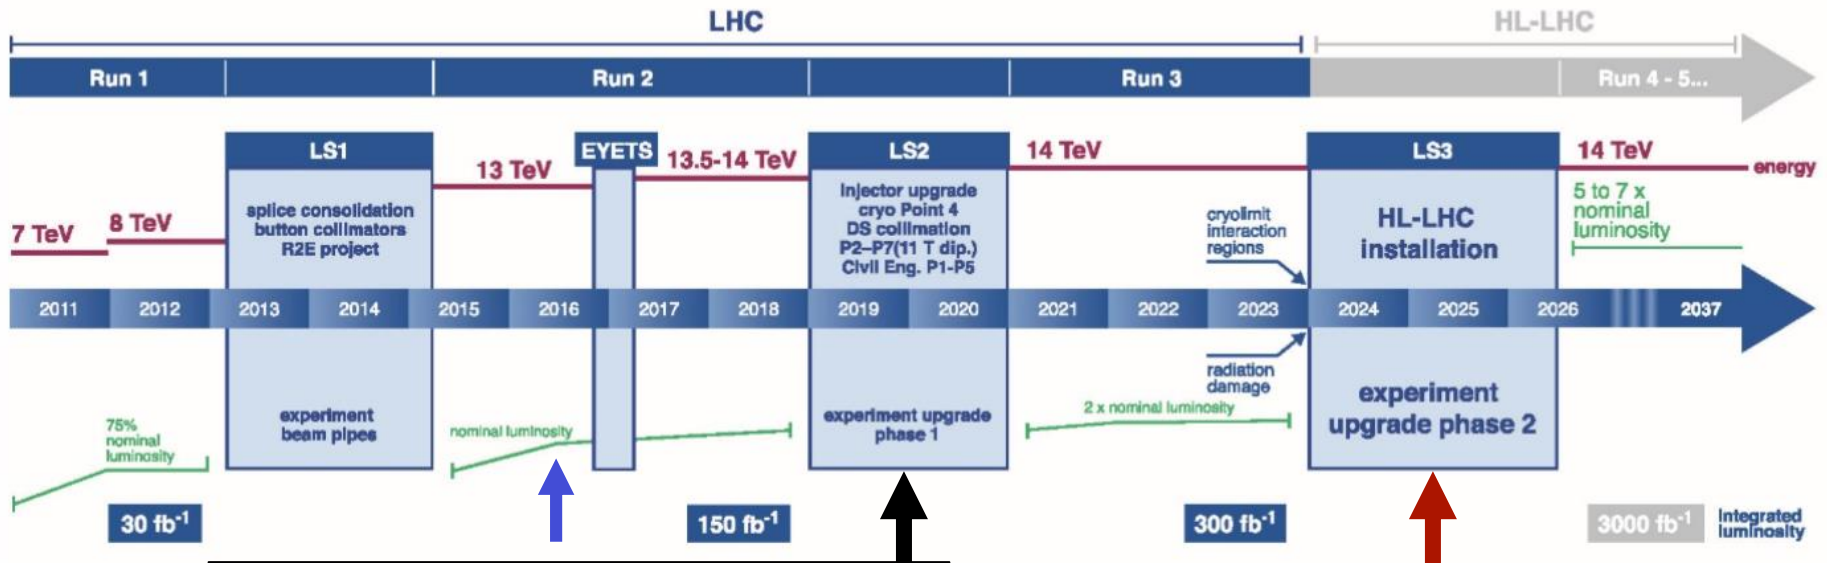 LHC
HL-LHC
Run 1
Run 2
Run 3
Run 4 - 5...
LS1
EYETS
LS2
LS3
7 TeV
8 TeV
13 TeV
13.5-14 TeV
14 TeV
14 TeV
energy
splice consolidation
button collimators
R2E project
Injector upgrade
cryo Point 4
DS collimation
P2–P7(11 T dip.)
Civil Eng. P1-P5
cryolimit
interaction
regions
HL-LHC
installation
5 to 7 x
nominal
luminosity
2011
2012
2013
2014
2015
2016
2017
2018
2019
2020
2021
2022
2023
2024
2025
2026
2037
75%
nominal
luminosity
experiment
beam pipes
nominal luminosity
experiment upgrade
phase 1
2 x nominal luminosity
radiation
damage
experiment
upgrade phase 2
30 fb⁻¹
150 fb⁻¹
300 fb⁻¹
3000 fb⁻¹
Integrated
luminosity